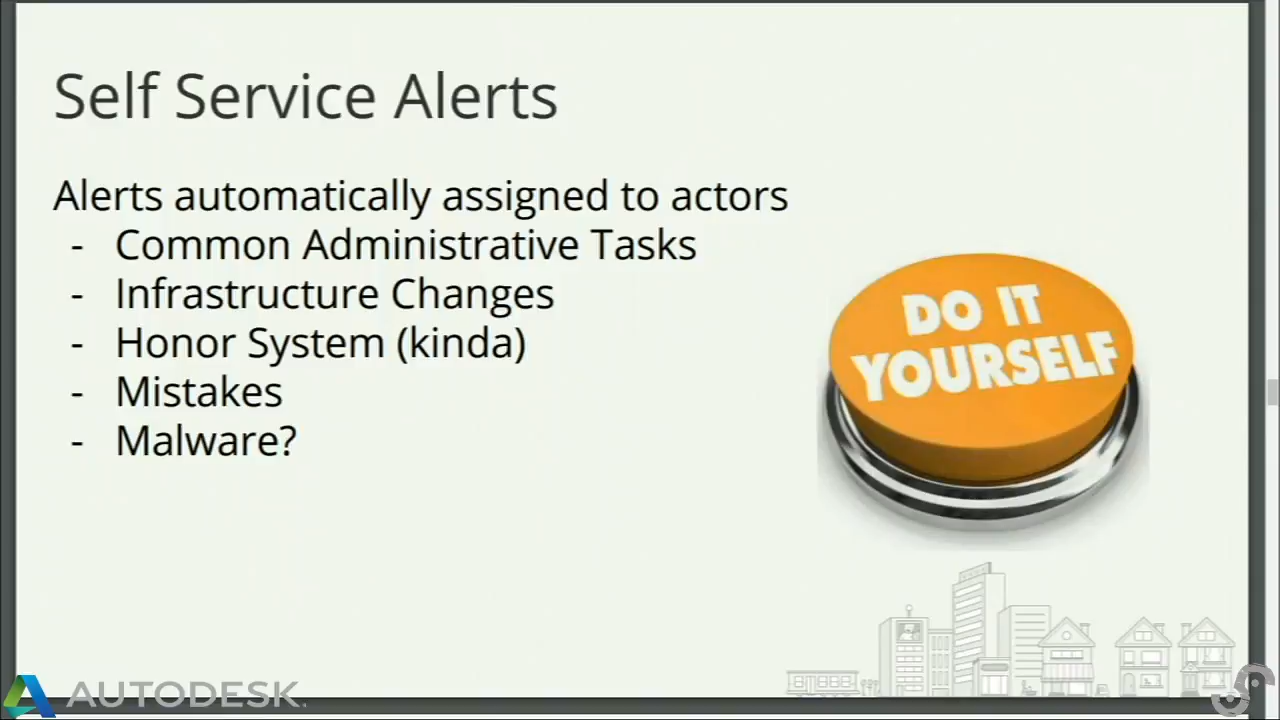 Self Service Alerts
Alerts automatically assigned to actors
- Common Administrative Tasks
- Infrastructure Changes
- Honor System (kinda)
- Mistakes
- Malware?
DO IT
YOURSELF
AUTODESK.